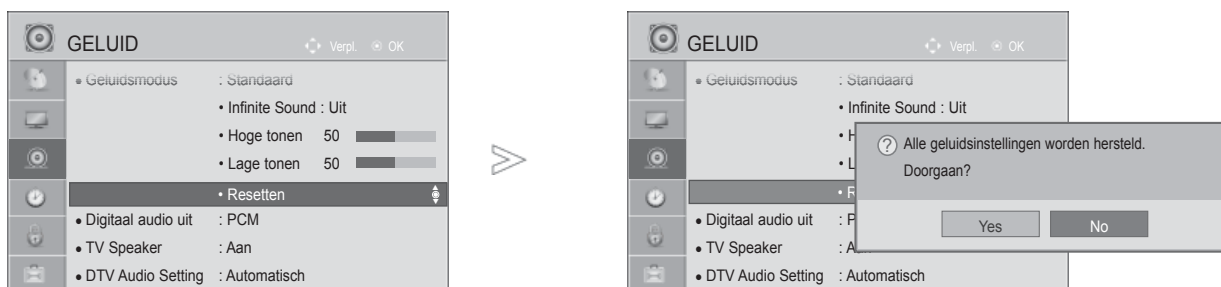 GELUID
Verpl. OK
• Geluidsmodus : Standaard
• Infinite Sound : Uit
• Hoge tonen 50
• Lage tonen 50
• Resetten
• Digitaal audio uit : PCM
• TV Speaker : Aan
• DTV Audio Setting : Automatisch
GELUID
Verpl. OK
• Geluidsmodus : Standaard
• Infinite Sound : Uit
• H
• L
• R
• Digitaal audio uit : P
• TV Speaker : A
• DTV Audio Setting : Automatisch
? Alle geluidsinstellingen worden hersteld.
Doorgaan?
Yes No